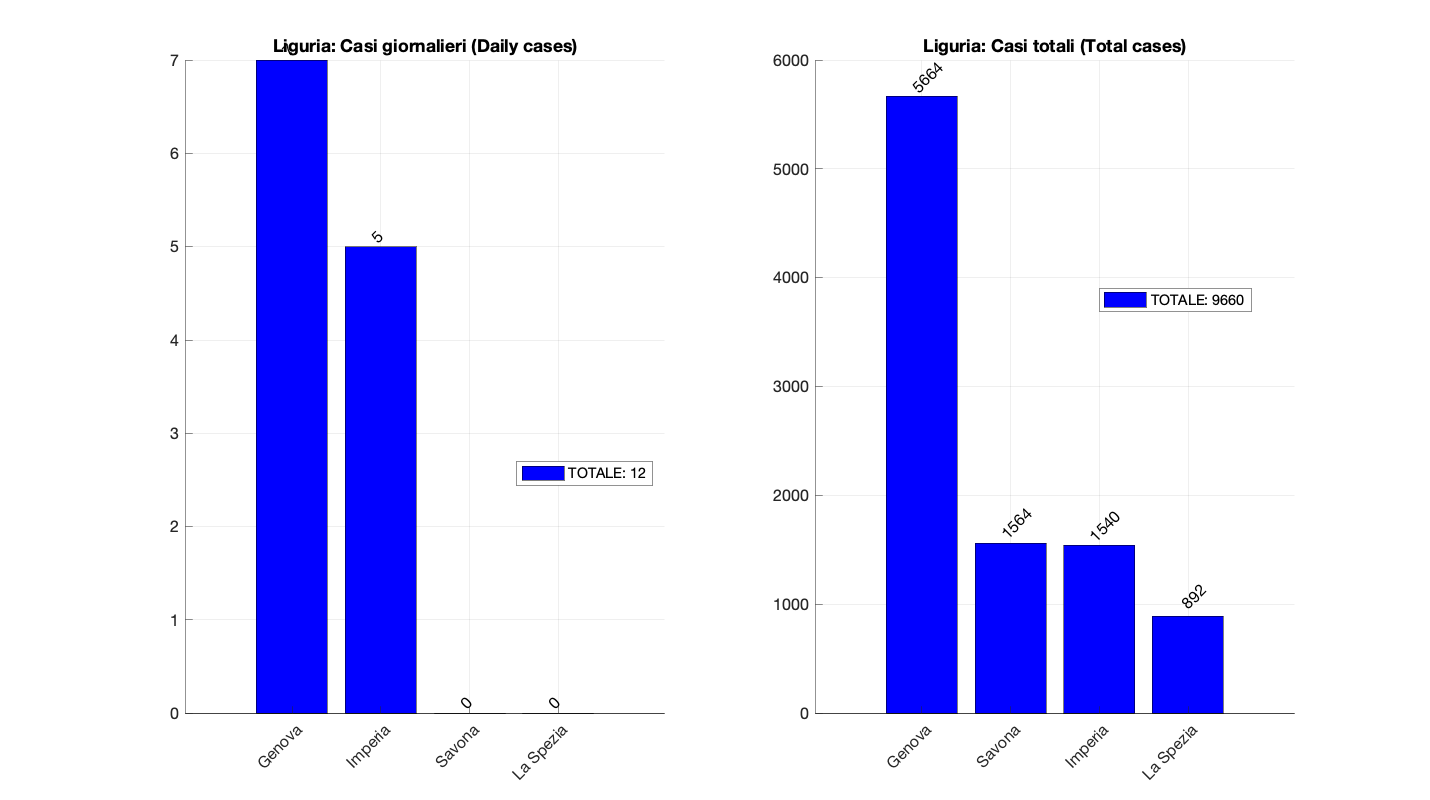 Liguria: Casi giornalieri (Daily cases)
7
7
6
5
4
3
2
1
0
5
0
0
TOTALE: 12
Genova
Imperia
Savona
La Spezia
Liguria: Casi totali (Total cases)
6000
5000
4000
3000
2000
1000
0
5664
1564
1540
892
TOTALE: 9660
Genova
Savona
Imperia
La Spezia